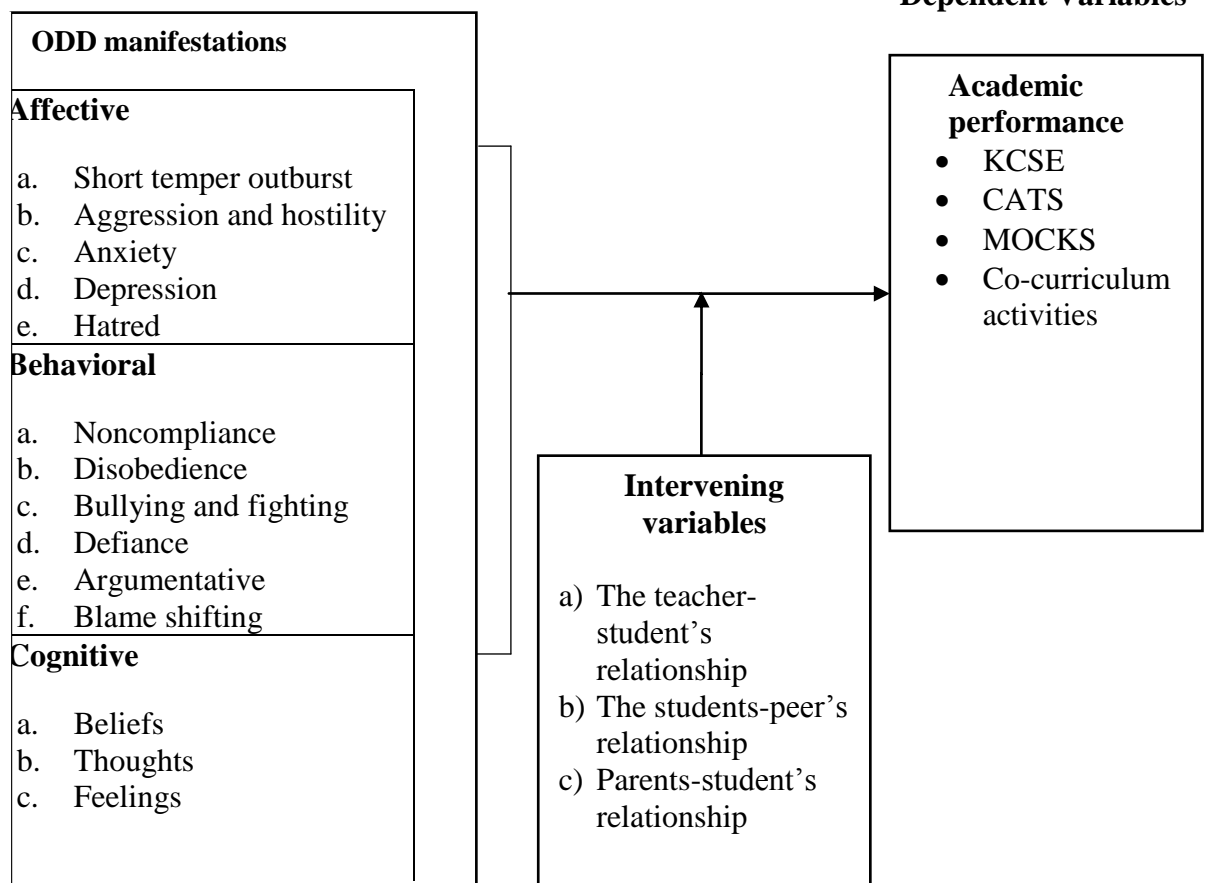 Dependent Variables
ODD manifestations
Affective
a. Short temper outburst
b. Aggression and hostility
c. Anxiety
d. Depression
e. Hatred
Behavioral
a. Noncompliance
b. Disobedience
c. Bullying and fighting
d. Defiance
e. Argumentative
f. Blame shifting
Cognitive
a. Beliefs
b. Thoughts
c. Feelings
Intervening
variables
a) The teacher-
student’s
relationship
b) The students-peer’s
relationship
c) Parents-student’s
relationship
Academic
performance
• KCSE
• CATS
• MOCKS
• Co-curriculum
activities